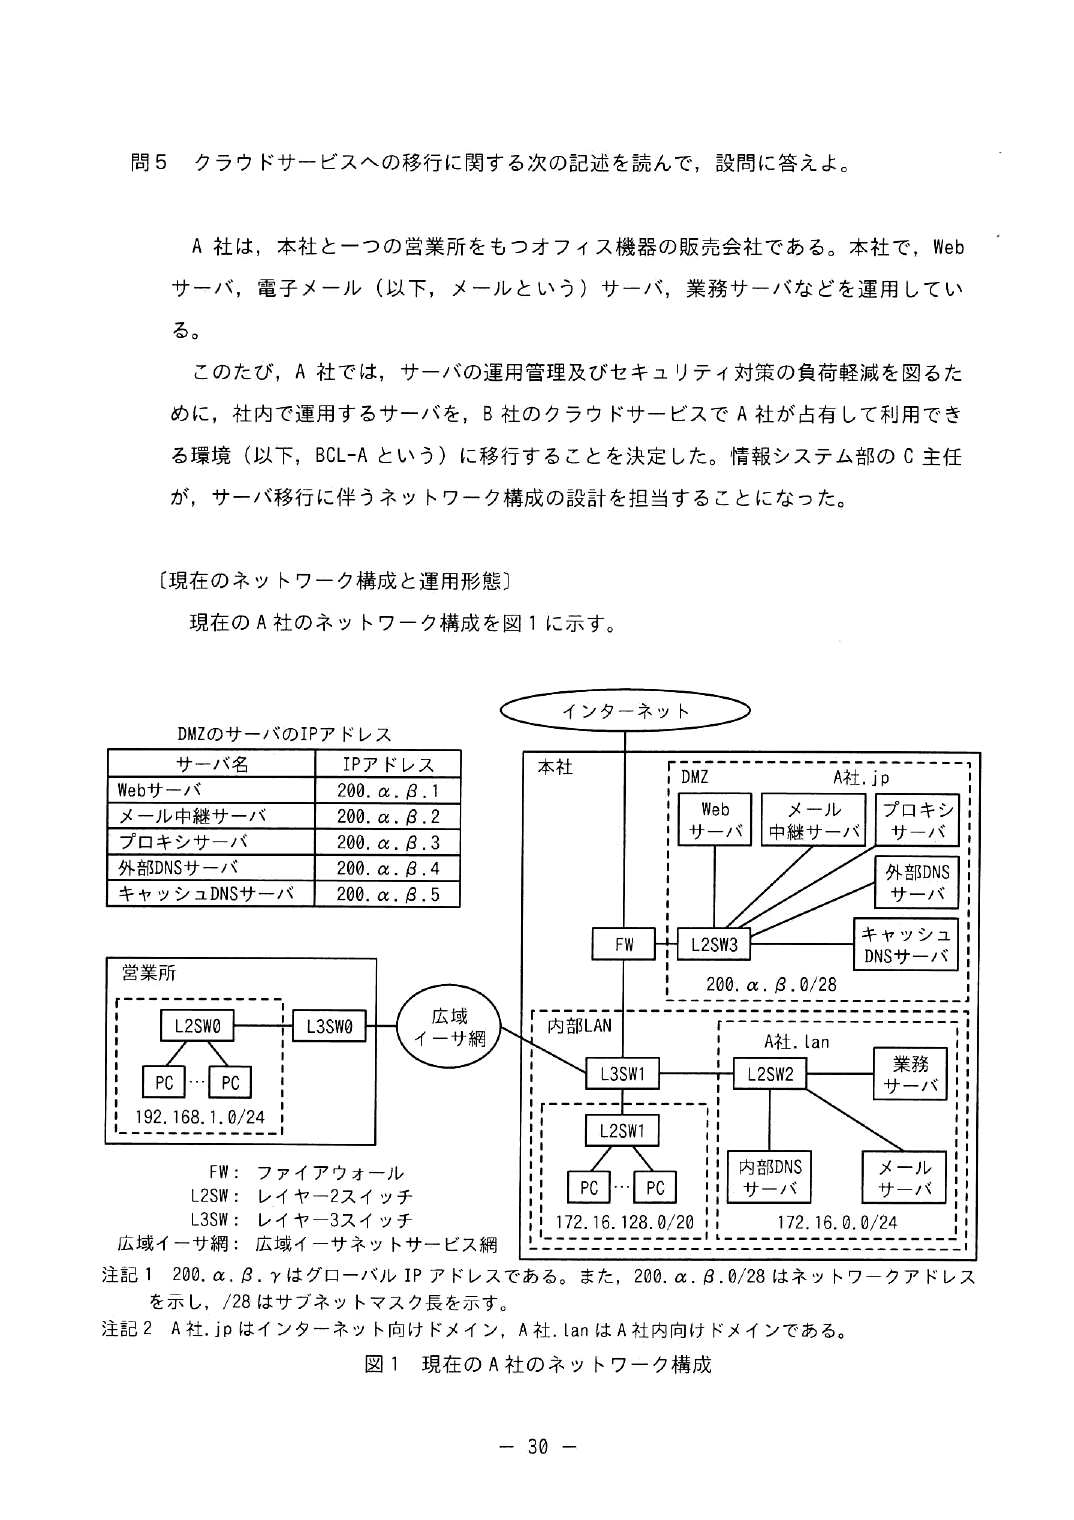 問5 クラウドサービスへの移行に関する次の記述を読んで，設問に答えよ。
A 社は，本社と一つの営業所をもつオフィス機器の販売会社である。本社で，Web
サーバ，電子メール（以下，メールという）サーバ，業務サーバなどを運用してい
る。
このたび，A 社では，サーバの運用管理及びセキュリティ対策の負荷軽減を図るた
めに，社内で運用するサーバを，B 社のクラウドサービスで A 社が占有して利用でき
る環境（以下，BCL-A という）に移行することを決定した。情報システム部の C 主任
が，サーバ移行に伴うネットワーク構成の設計を担当することになった。
〔現在のネットワーク構成と運用形態〕
現在の A 社のネットワーク構成を図 1 に示す。
インターネット
DMZのサーバのIPアドレス
サーバ名 IPアドレス
Webサーバ 200.α.β.1
メール中継サーバ 200.α.β.2
プロキシサーバ 200.α.β.3
外部DNSサーバ 200.α.β.4
キャッシュDNSサーバ 200.α.β.5
本社
DMZ
A社.jp
Web
サーバ
メール
中継サーバ
プロキシ
サーバ
外部DNS
サーバ
FW
L2SW3
キャッシュ
DNSサーバ
200.α.β.0/28
営業所
L2SW0
L3SW0
PC … PC
192.168.1.0/24
広域
イーサ網
内部LAN
A社.lan
L3SW1
L2SW2
業務
サーバ
L2SW1
PC … PC
172.16.128.0/20
内部DNS
サーバ
メール
サーバ
172.16.0.0/24
FW： ファイアウォール
L2SW： レイヤー2スイッチ
L3SW： レイヤー3スイッチ
広域イーサ網： 広域イーサネットサービス網
注記 1 200.α.β.γはグローバル IP アドレスである。また，200.α.β.0/28 はネットワークアドレス
を示し，/28 はサブネットマスク長を示す。
注記 2 A 社.jp はインターネット向けドメイン，A 社.lan は A 社内向けドメインである。
図 1 現在の A 社のネットワーク構成
－ 30 －